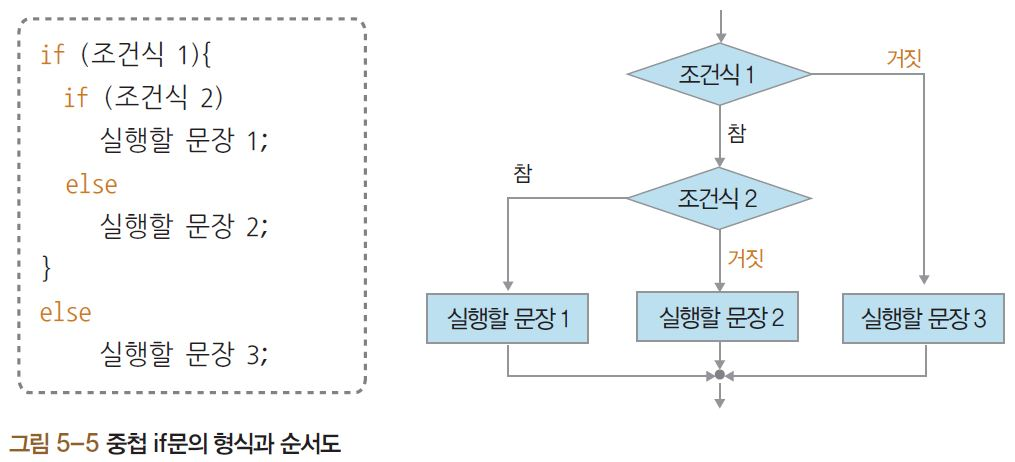 if (조건식 1){
if (조건식 2)
실행할 문장 1;
else
실행할 문장 2;
}
else
실행할 문장 3;
조건식 1
거짓
참
참
조건식 2
거짓
실행할 문장 1
실행할 문장 2
실행할 문장 3
그림 5-5 중첩 if문의 형식과 순서도